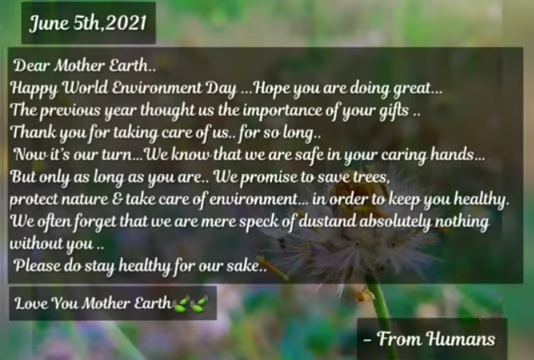 June 5th,2021
Dear Mother Earth..
Happy World Environment Day ...Hope you are doing great...
The previous year thought us the importance of your gifts ..
Thank you for taking care of us.. for so long..
Now it's our turn...We know that we are safe in your caring hands...
But only as long as you are.. We promise to save trees,
protect nature & take care of environment... in order to keep you healthy.
We often forget that we are mere speck of dustand absolutely nothing
without you ..
Please do stay healthy for our sake..
Love You Mother Earth
- From Humans